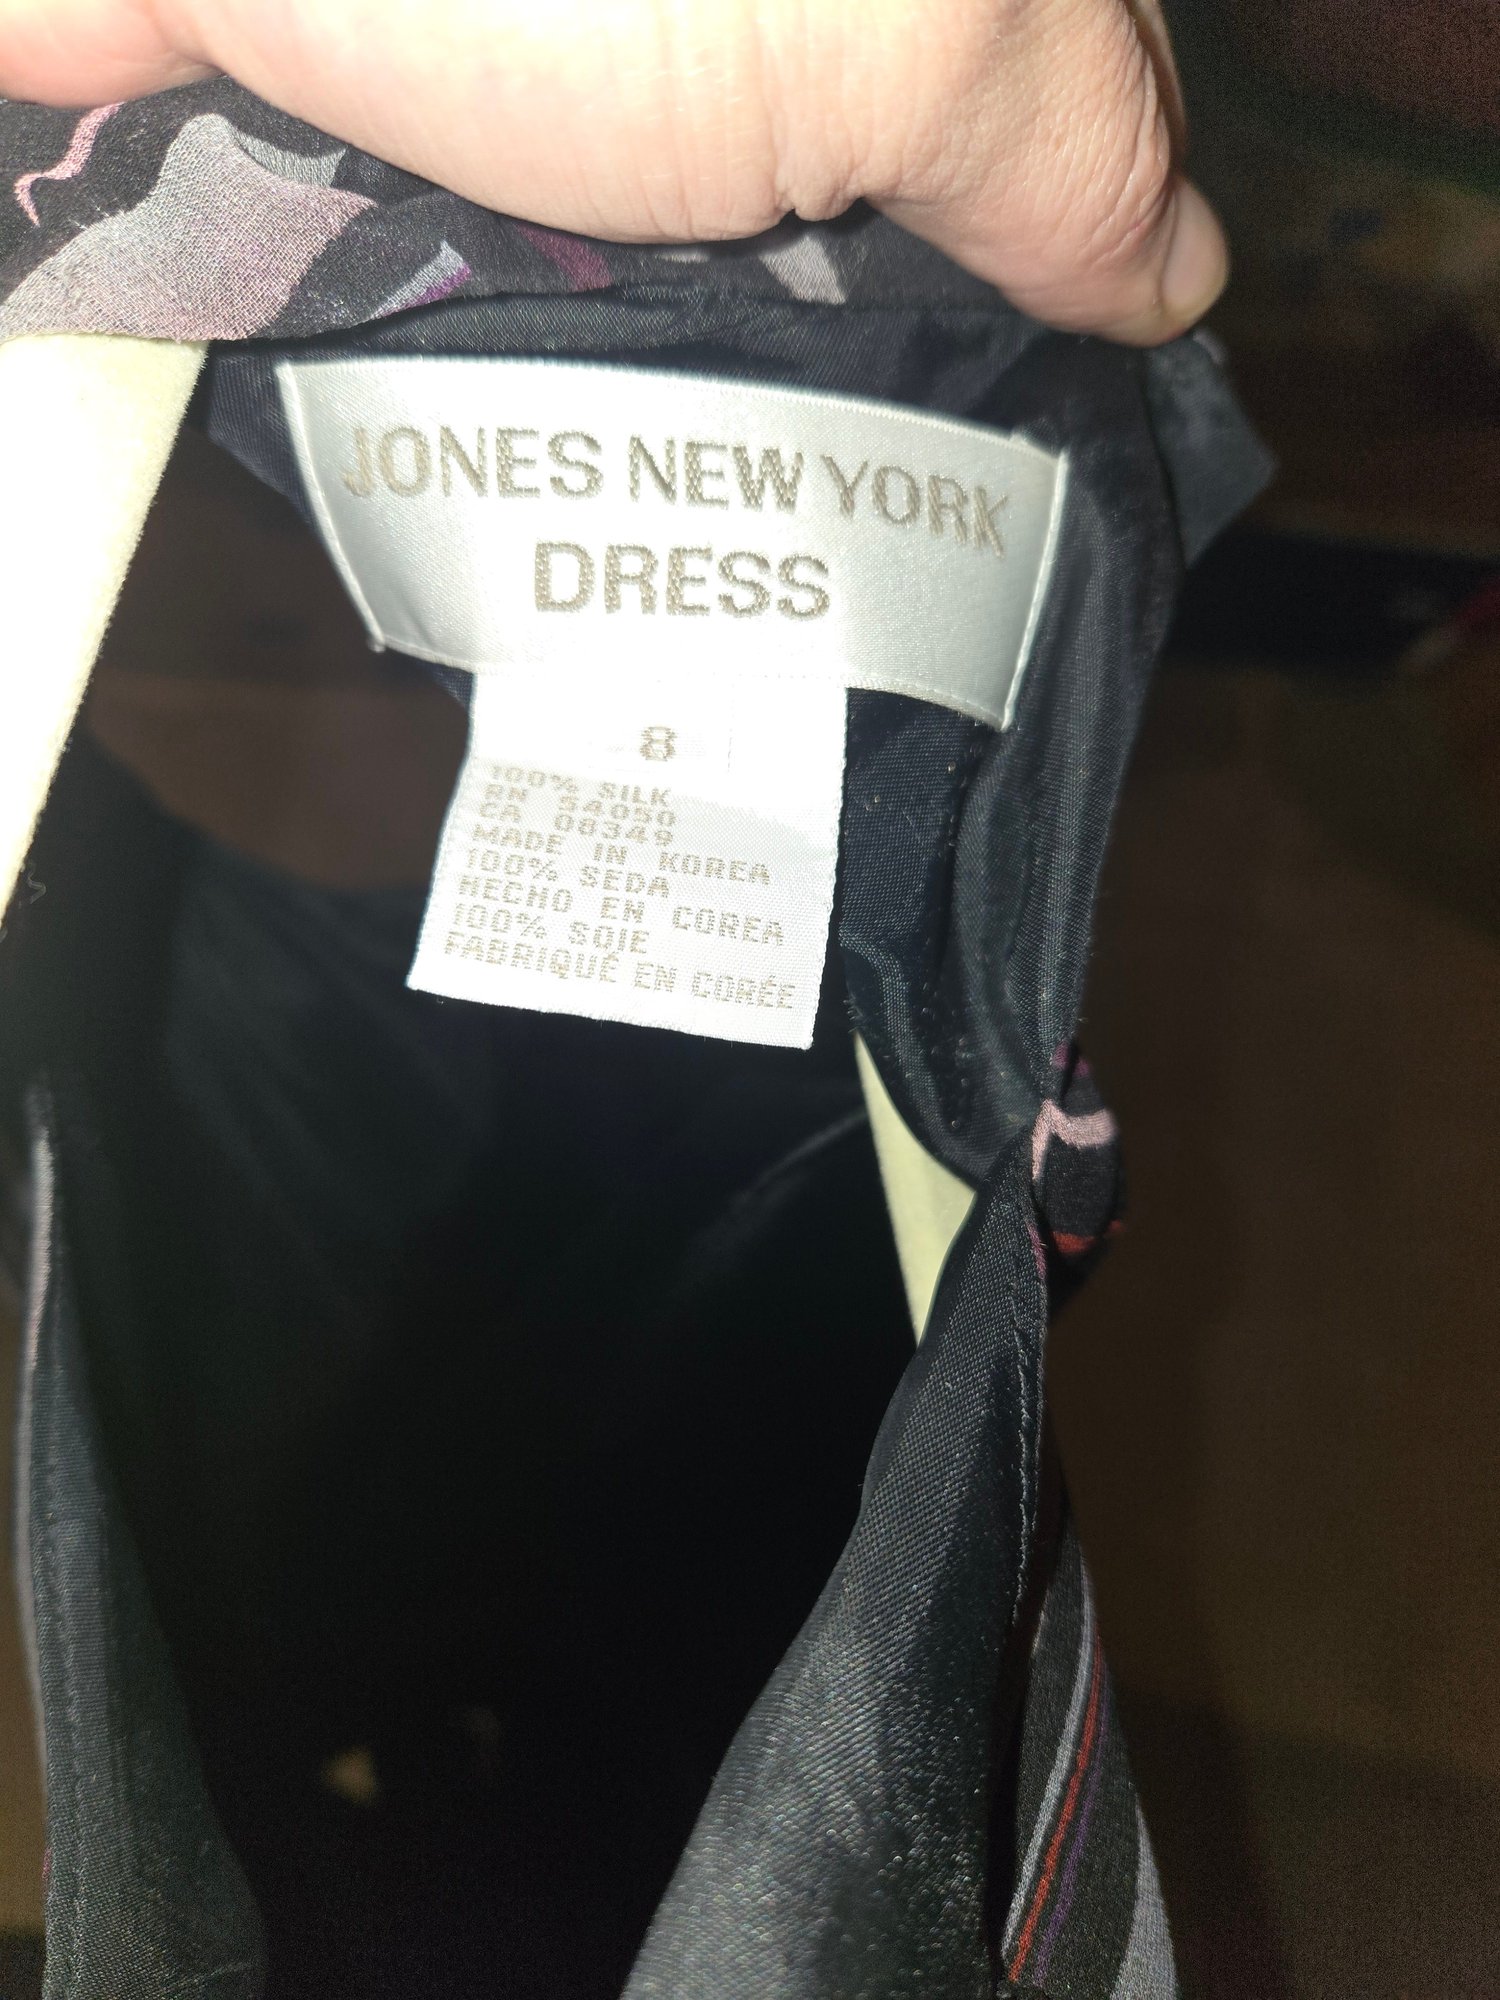 JONES NEW YORK
DRESS
8
100% SILK
RN 54050
CA 08349
MADE IN KOREA
100% SEDA
HECHO EN COREA
100% SOIE
FABRIQUÉ EN CORÉE